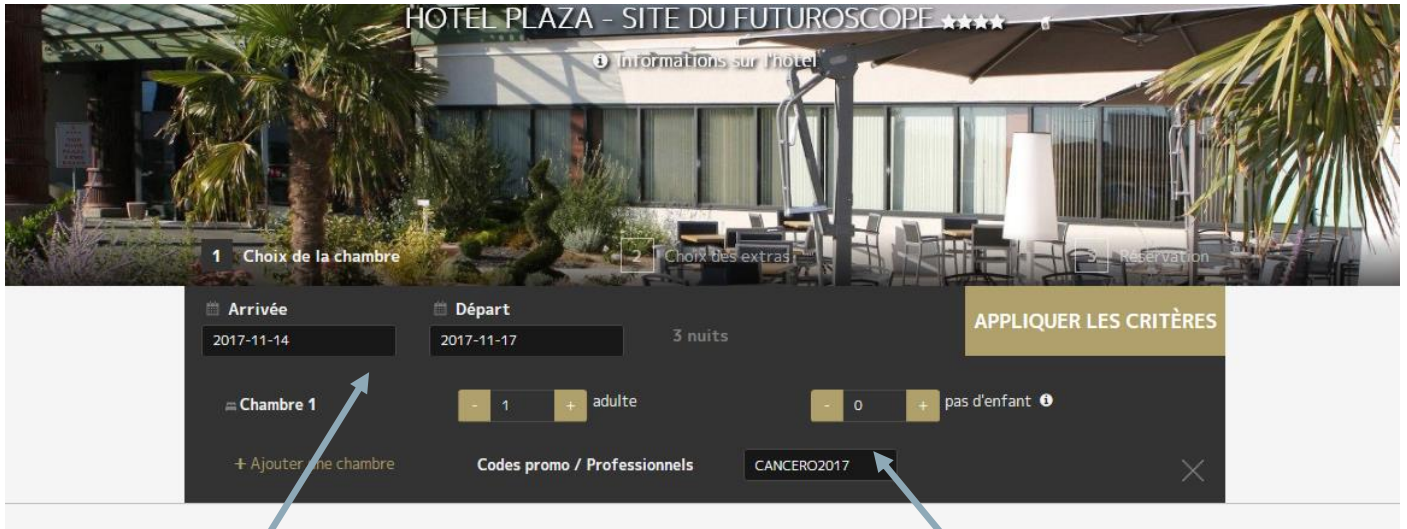 HOTEL PLAZA - SITE DU FUTUROSCOPE ★★★★
Informations sur l'hôtel
1 Choix de la chambre
2 Choix des extras
3 Réservation
Arrivée
Départ
APPLIQUER LES CRITÈRES
2017-11-14
2017-11-17
3 nuits
Chambre 1
- 1 + adulte
- 0 + pas d'enfant
+ Ajouter une chambre
Codes promo / Professionnels
CANCERO2017